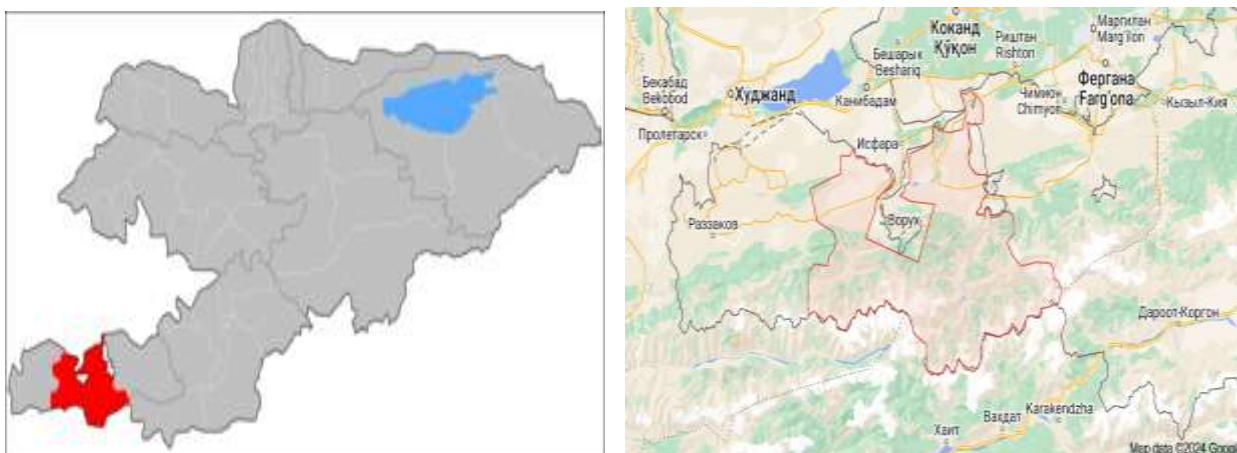 Коканд
Қўқон
Маргилан
Marg'ilon
Бешарык
Beshariq
Риштан
Rishton
Фергана
Farg'ona
Бекабад
Bekobod
Худжанд
Канибадам
Чимион
Chimyon
Кызыл-Кия
Пролетарск
Исфара
Раззаков
Ворух
Дароот-Коргон
Karakendzha
Вахдат
Хаит
Map data ©2024 Google